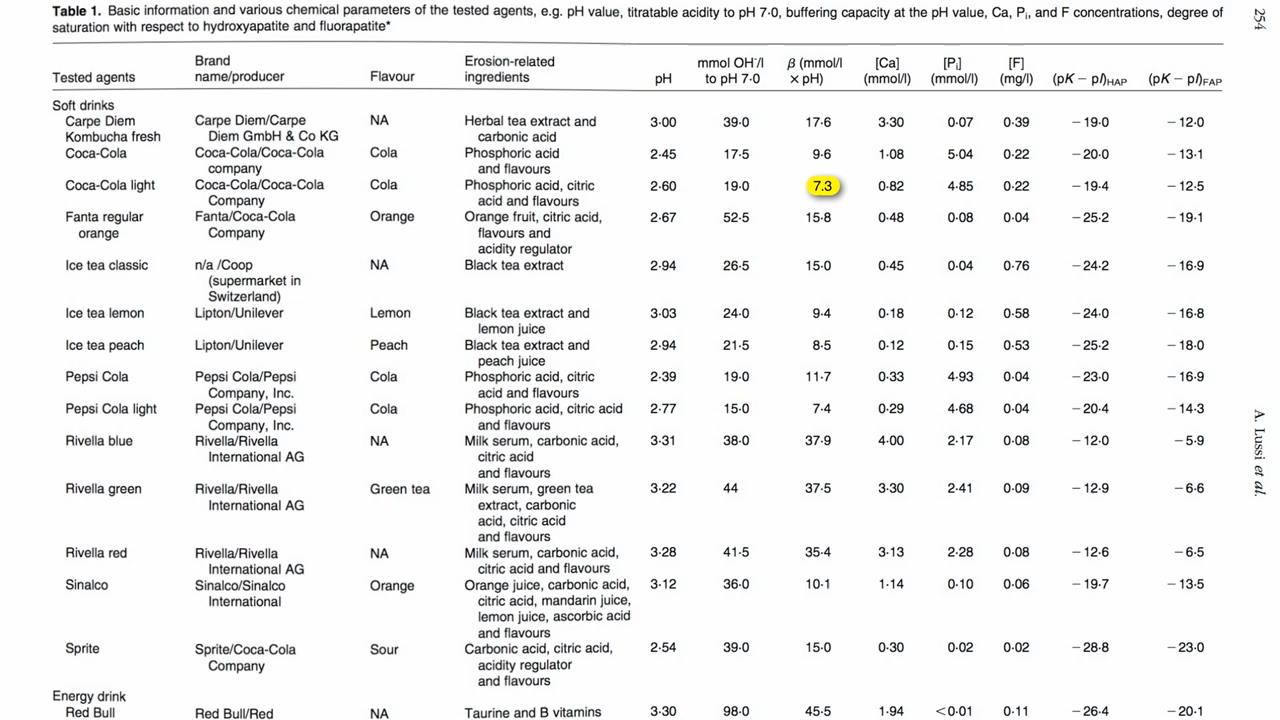 Table 1. Basic information and various chemical parameters of the tested agents, e.g. pH value, titratable acidity to pH 7·0, buffering capacity at the pH value, Ca, Pi, and F concentrations, degree of
saturation with respect to hydroxyapatite and fluorapatite*
Tested agents Brand name/producer Flavour Erosion-related ingredients pH mmol OH⁻/l to pH 7·0 β (mmol/l × pH) [Ca] (mmol/l) [Pi] (mmol/l) [F] (mg/l) (pK − pI)HAP (pK − pI)FAP
Soft drinks
Carpe Diem Carpe Diem/Carpe NA Herbal tea extract and 3·00 39·0 17·6 3·30 0·07 0·39 −19·0 −12·0
Kombucha fresh Diem GmbH & Co KG carbonic acid
Coca-Cola Coca-Cola/Coca-Cola Cola Phosphoric acid 2·45 17·5 9·6 1·08 5·04 0·22 −20·0 −13·1
company and flavours
Coca-Cola light Coca-Cola/Coca-Cola Cola Phosphoric acid, citric 2·60 19·0 7.3 0·82 4·85 0·22 −19·4 −12·5
Company acid and flavours
Fanta regular Fanta/Coca-Cola Orange Orange fruit, citric acid, 2·67 52·5 15·8 0·48 0·08 0·04 −25·2 −19·1
orange Company flavours and
acidity regulator
Ice tea classic n/a /Coop NA Black tea extract 2·94 26·5 15·0 0·45 0·04 0·76 −24·2 −16·9
(supermarket in
Switzerland)
Ice tea lemon Lipton/Unilever Lemon Black tea extract and 3·03 24·0 9·4 0·18 0·12 0·58 −24·0 −16·8
lemon juice
Ice tea peach Lipton/Unilever Peach Black tea extract and 2·94 21·5 8·5 0·12 0·15 0·53 −25·2 −18·0
peach juice
Pepsi Cola Pepsi Cola/Pepsi Cola Phosphoric acid, citric 2·39 19·0 11·7 0·33 4·93 0·04 −23·0 −16·9
Company, Inc. acid and flavours
Pepsi Cola light Pepsi Cola/Pepsi Cola Phosphoric acid, citric acid 2·77 15·0 7·4 0·29 4·68 0·04 −20·4 −14·3
Company, Inc. and flavours
Rivella blue Rivella/Rivella NA Milk serum, carbonic acid, 3·31 38·0 37·9 4·00 2·17 0·08 −12·0 −5·9
International AG citric acid
and flavours
Rivella green Rivella/Rivella Green tea Milk serum, green tea 3·22 44 37·5 3·30 2·41 0·09 −12·9 −6·6
International AG extract, carbonic
acid, citric acid
and flavours
Rivella red Rivella/Rivella NA Milk serum, carbonic acid, 3·28 41·5 35·4 3·13 2·28 0·08 −12·6 −6·5
International AG citric acid and flavours
Sinalco Sinalco/Sinalco Orange Orange juice, carbonic acid, 3·12 36·0 10·1 1·14 0·10 0·06 −19·7 −13·5
International citric acid, mandarin juice,
lemon juice, ascorbic acid
and flavours
Sprite Sprite/Coca-Cola Sour Carbonic acid, citric acid, 2·54 39·0 15·0 0·30 0·02 0·02 −28·8 −23·0
Company acidity regulator
and flavours
Energy drink
Red Bull Red Bull/Red NA Taurine and B vitamins 3·30 98·0 45·5 1·94 <0·01 0·11 −26·4 −20·1
254
A. Lussi et al.